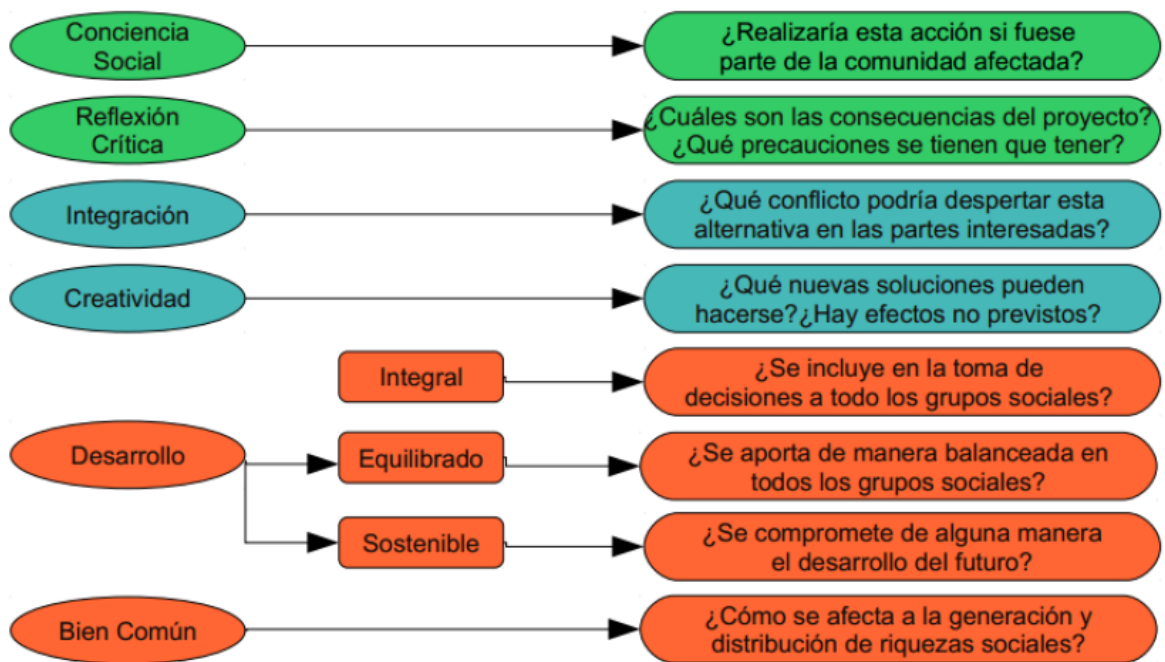 Conciencia
Social
¿Realizaría esta acción si fuese
parte de la comunidad afectada?
Reflexión
Crítica
¿Cuáles son las consecuencias del proyecto?
¿Qué precauciones se tienen que tener?
Integración
¿Qué conflicto podría despertar esta
alternativa en las partes interesadas?
Creatividad
¿Qué nuevas soluciones pueden
hacerse?¿Hay efectos no previstos?
Integral
¿Se incluye en la toma de
decisiones a todo los grupos sociales?
Desarrollo
Equilibrado
¿Se aporta de manera balanceada en
todos los grupos sociales?
Sostenible
¿Se compromete de alguna manera
el desarrollo del futuro?
Bien Común
¿Cómo se afecta a la generación y
distribución de riquezas sociales?